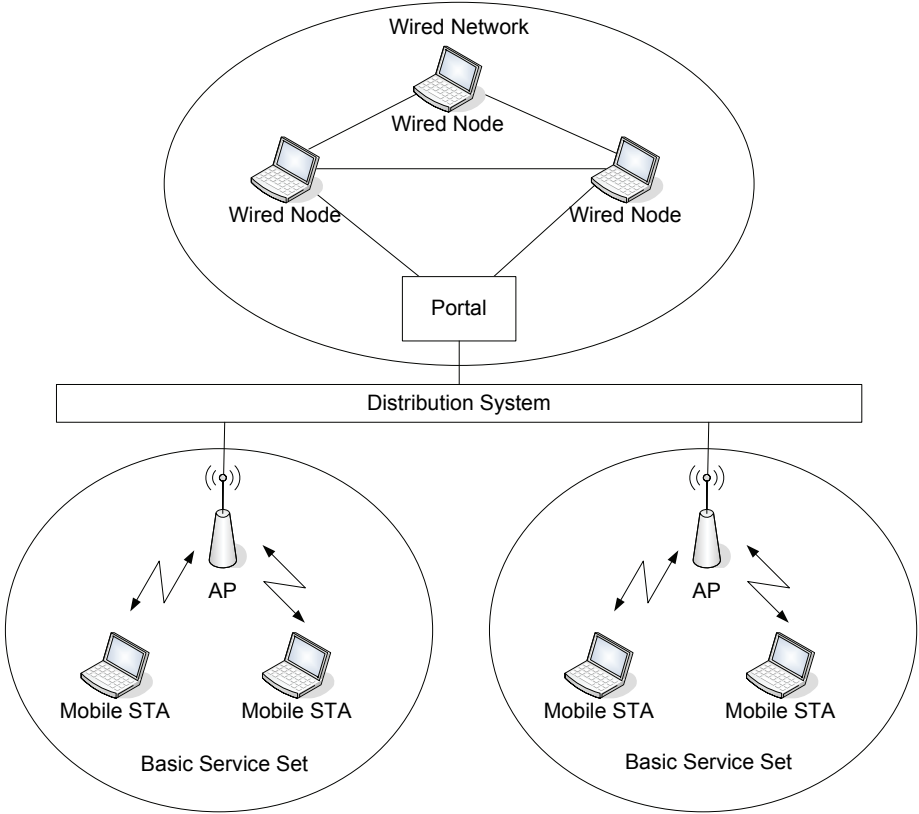 Wired Network
Wired Node
Wired Node
Wired Node
Portal
Distribution System
AP
AP
Mobile STA
Mobile STA
Mobile STA
Mobile STA
Basic Service Set
Basic Service Set